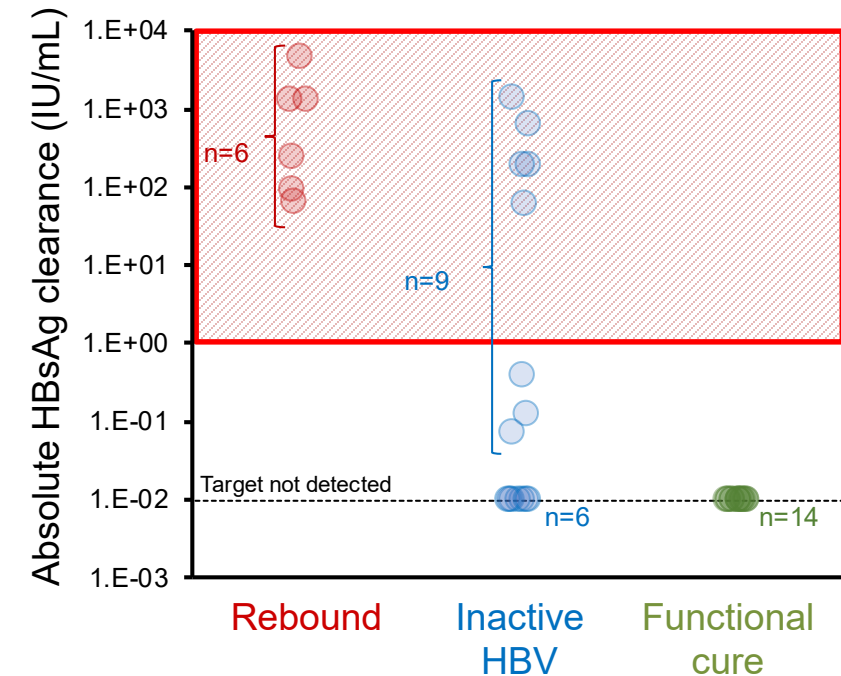 Absolute HBsAg clearance (IU/mL)
1.E+04
1.E+03
1.E+02
1.E+01
1.E+00
1.E-01
1.E-02
1.E-03
n=6
n=9
Target not detected
n=6
n=14
Rebound
Inactive
HBV
Functional
cure